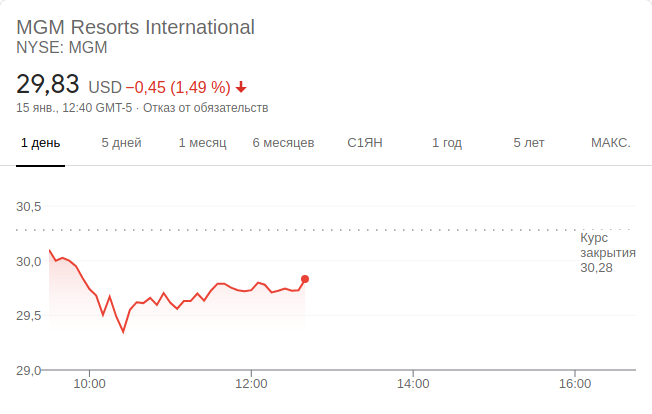 MGM Resorts International
NYSE: MGM
29,83 USD −0,45 (1,49 %)
15 янв., 12:40 GMT-5 · Отказ от обязательств
1 день 5 дней 1 месяц 6 месяцев С1ЯН 1 год 5 лет МАКС.
30,5
Курс
закрытия
30,28
30,0
29,5
29,0
10:00 12:00 14:00 16:00